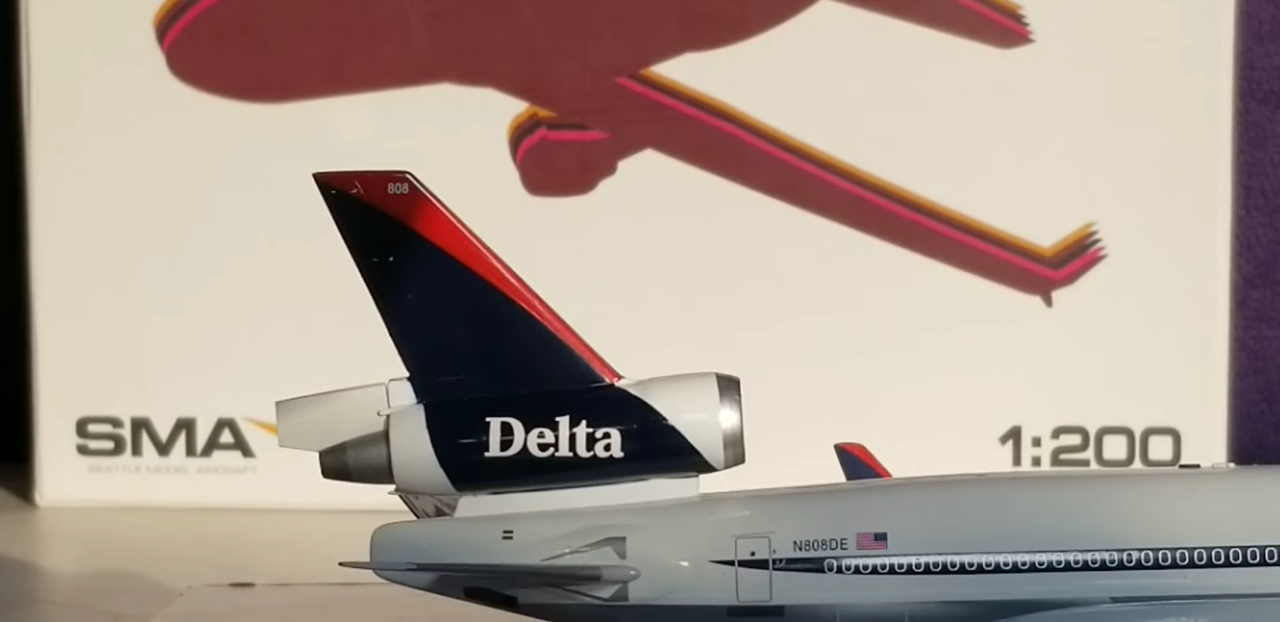 808
Delta
SMA
SEATTLE MODEL AIRCRAFT
1:200
N808DE